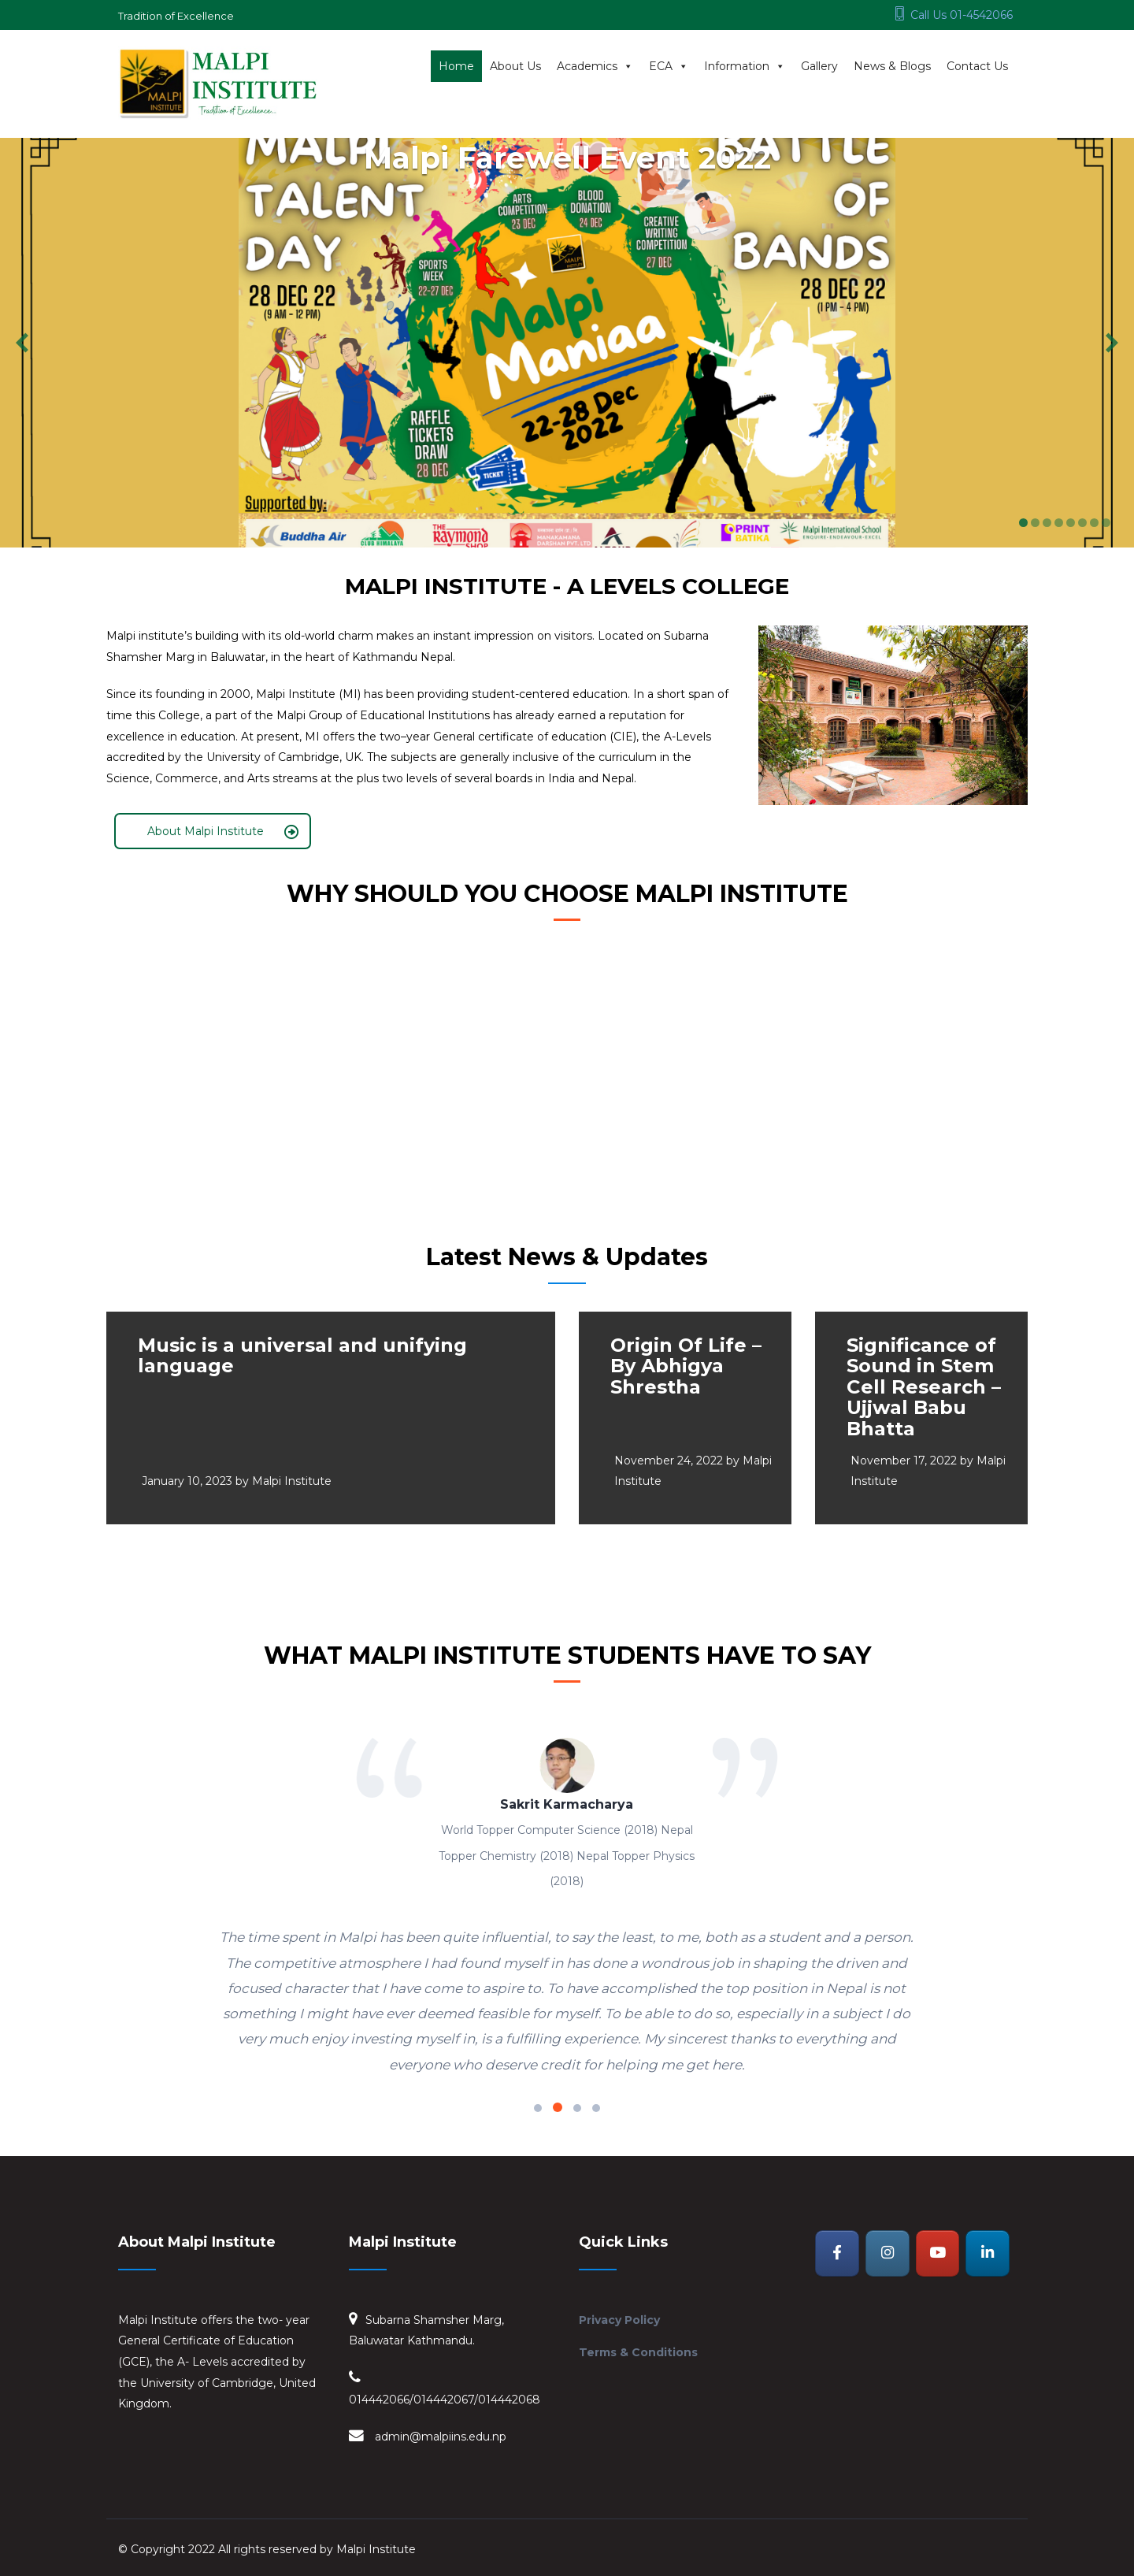 Tradition of Excellence
Call Us 01-4542066
MALPI INSTITUTE
MALPI
INSTITUTE
Tradition of Excellence...
Home
About Us
Academics
ECA
Information
Gallery
News & Blogs
Contact Us
Malpi Farewell Event 2022
MALPI
TALENT
DAY
28 DEC 22
(9 AM – 12 PM)
BATTLE
OF
BANDS
28 DEC 22
(1 PM – 4 PM)
ARTS
COMPETITION
23 DEC
BLOOD
DONATION
24 DEC
CREATIVE
WRITING
COMPETITION
27 DEC
SPORTS
WEEK
22-27 DEC
MALPI
INSTITUTE
Malpi
Maniaa
22-28 Dec
2022
RAFFLE
TICKETS
DRAW
28 DEC
TICKET
Supported by:
Buddha Air
CLUB HIMALAYA
THE
RAYMOND
SHOP
MAHAKAMANA
DARSHAN PVT. LTD
PRINT
BATIKA
Malpi International School
ENQUIRE-ENDEAVOUR-EXCEL
MALPI INSTITUTE - A LEVELS COLLEGE
Malpi institute's building with its old-world charm makes an instant impression on visitors. Located on Subarna
Shamsher Marg in Baluwatar, in the heart of Kathmandu Nepal.
Since its founding in 2000, Malpi Institute (MI) has been providing student-centered education. In a short span of
time this College, a part of the Malpi Group of Educational Institutions has already earned a reputation for
excellence in education. At present, MI offers the two–year General certificate of education (CIE), the A-Levels
accredited by the University of Cambridge, UK. The subjects are generally inclusive of the curriculum in the
Science, Commerce, and Arts streams at the plus two levels of several boards in India and Nepal.
About Malpi Institute
WHY SHOULD YOU CHOOSE MALPI INSTITUTE
Latest News & Updates
Music is a universal and unifying
language
January 10, 2023 by Malpi Institute
Origin Of Life –
By Abhigya
Shrestha
November 24, 2022 by Malpi
Institute
Significance of
Sound in Stem
Cell Research –
Ujjwal Babu
Bhatta
November 17, 2022 by Malpi
Institute
WHAT MALPI INSTITUTE STUDENTS HAVE TO SAY
Sakrit Karmacharya
World Topper Computer Science (2018) Nepal
Topper Chemistry (2018) Nepal Topper Physics
(2018)
The time spent in Malpi has been quite influential, to say the least, to me, both as a student and a person.
The competitive atmosphere I had found myself in has done a wondrous job in shaping the driven and
focused character that I have come to aspire to. To have accomplished the top position in Nepal is not
something I might have ever deemed feasible for myself. To be able to do so, especially in a subject I do
very much enjoy investing myself in, is a fulfilling experience. My sincerest thanks to everything and
everyone who deserve credit for helping me get here.
About Malpi Institute
Malpi Institute offers the two- year
General Certificate of Education
(GCE), the A- Levels accredited by
the University of Cambridge, United
Kingdom.
Malpi Institute
Subarna Shamsher Marg,
Baluwatar Kathmandu.
014442066/014442067/014442068
admin@malpiins.edu.np
Quick Links
Privacy Policy
Terms & Conditions
© Copyright 2022 All rights reserved by Malpi Institute